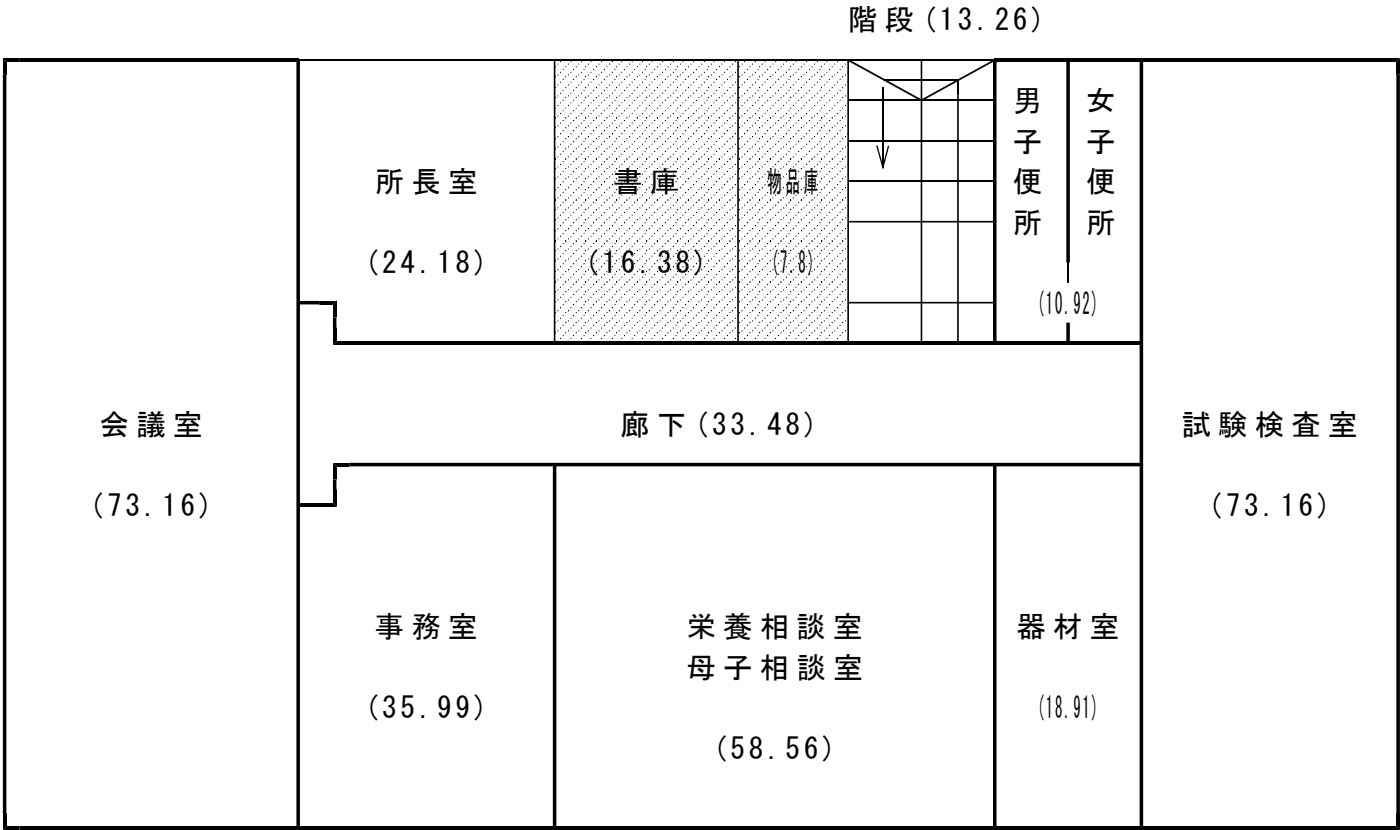 階段(13.26)
男子便所
女子便所
(10.92)
所長室
(24.18)
書庫
(16.38)
物品庫
(7.8)
会議室
(73.16)
廊下(33.48)
試験検査室
(73.16)
事務室
(35.99)
栄養相談室
母子相談室
(58.56)
器材室
(18.91)